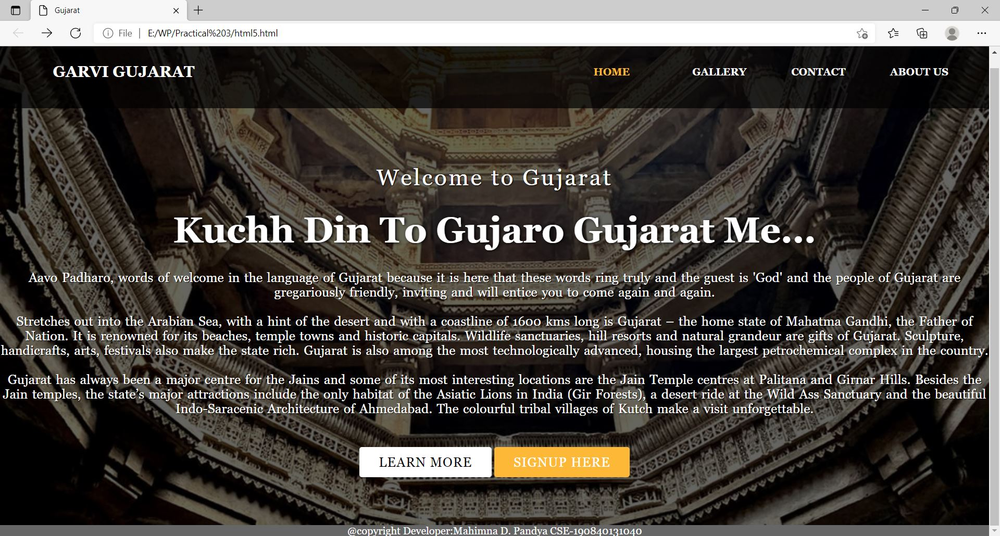 Gujarat
File
E:/WP/Practical%203/html5.html
GARVI GUJARAT
HOME
GALLERY
CONTACT
ABOUT US
Welcome to Gujarat
Kuchh Din To Gujaro Gujarat Me...
Aavo Padharo, words of welcome in the language of Gujarat because it is here that these words ring truly and the guest is 'God' and the people of Gujarat are
gregariously friendly, inviting and will entice you to come again and again.
Stretches out into the Arabian Sea, with a hint of the desert and with a coastline of 1600 kms long is Gujarat – the home state of Mahatma Gandhi, the Father of
Nation. It is renowned for its beaches, temple towns and historic capitals. Wildlife sanctuaries, hill resorts and natural grandeur are gifts of Gujarat. Sculpture,
handicrafts, arts, festivals also make the state rich. Gujarat is also among the most technologically advanced, housing the largest petrochemical complex in the country.
Gujarat has always been a major centre for the Jains and some of its most interesting locations are the Jain Temple centres at Palitana and Girnar Hills. Besides the
Jain temples, the state’s major attractions include the only habitat of the Asiatic Lions in India (Gir Forests), a desert ride at the Wild Ass Sanctuary and the beautiful
Indo-Saracenic Architecture of Ahmedabad. The colourful tribal villages of Kutch make a visit unforgettable.
LEARN MORE
SIGNUP HERE
@copyright Developer:Mahimna D. Pandya CSE-190840131040